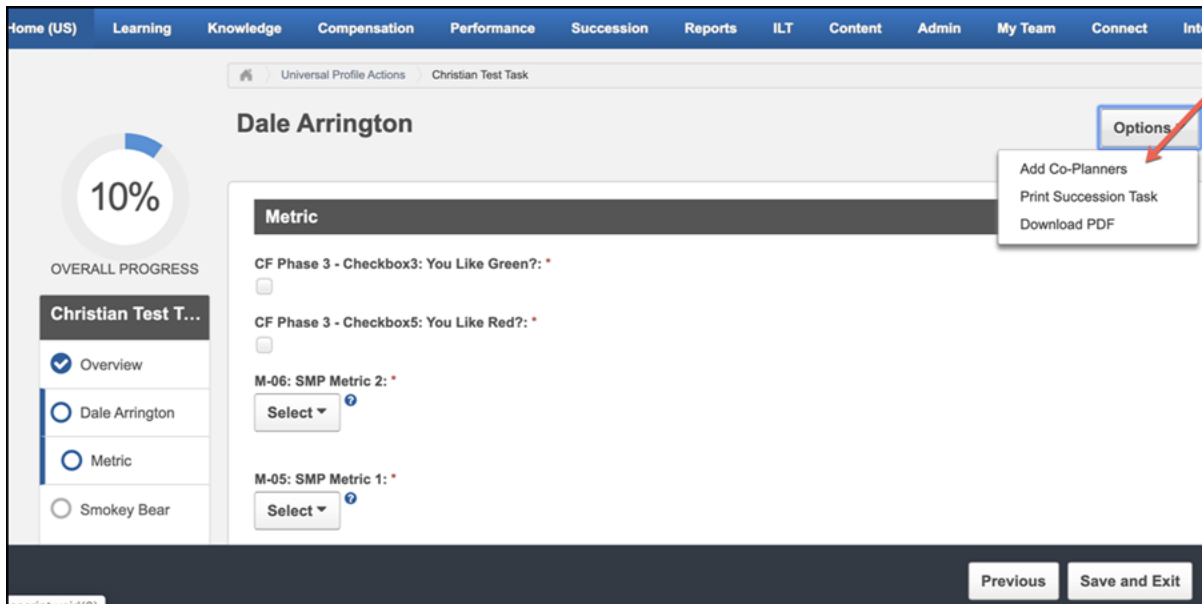 Home (US) Learning Knowledge Compensation Performance Succession Reports ILT Content Admin My Team Connect
Universal Profile Actions Christian Test Task
Dale Arrington
Options
Add Co-Planners
Print Succession Task
Download PDF
10%
OVERALL PROGRESS
Christian Test T...
Overview
Dale Arrington
Metric
Smokey Bear
Metric
CF Phase 3 - Checkbox3: You Like Green?: *
CF Phase 3 - Checkbox5: You Like Red?: *
M-06: SMP Metric 2: *
Select ?
M-05: SMP Metric 1: *
Select ?
Previous Save and Exit